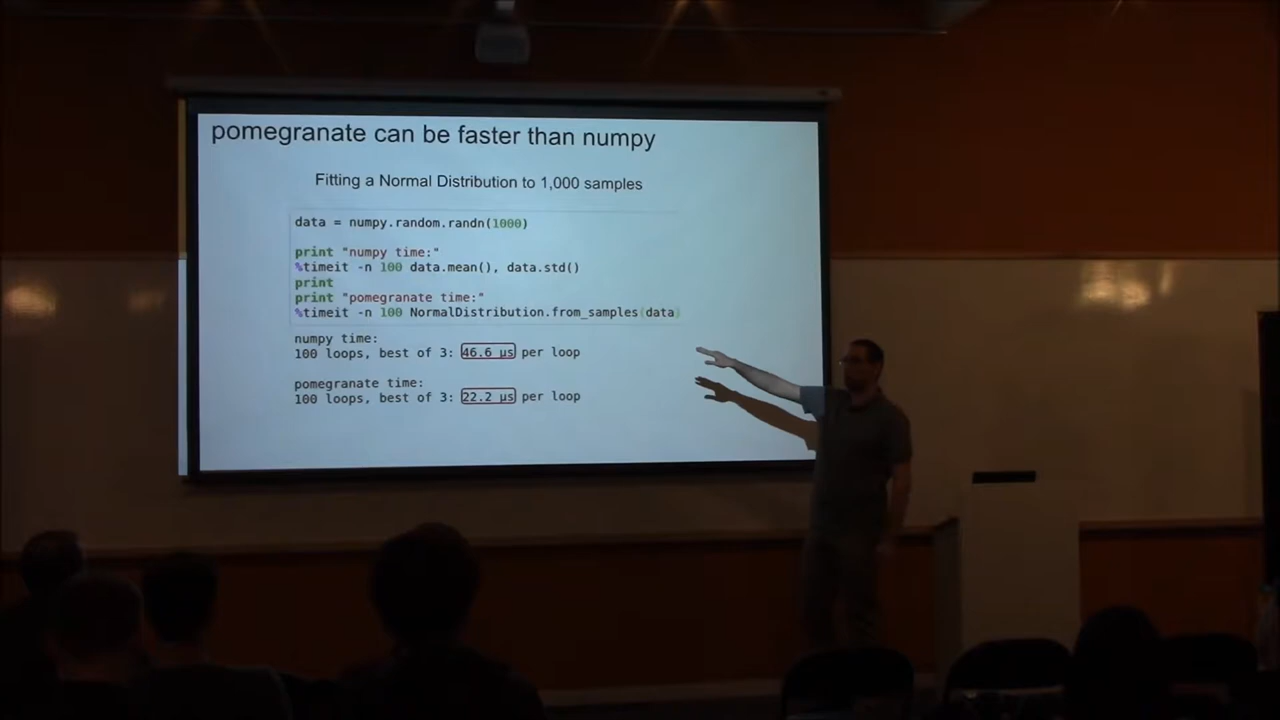 pomegranate can be faster than numpy
Fitting a Normal Distribution to 1,000 samples
data = numpy.random.randn(1000)
print "numpy time:"
%timeit -n 100 data.mean(), data.std()
print
print "pomegranate time:"
%timeit -n 100 NormalDistribution.from_samples(data)
numpy time:
100 loops, best of 3: 46.6 µs per loop
pomegranate time:
100 loops, best of 3: 22.2 µs per loop